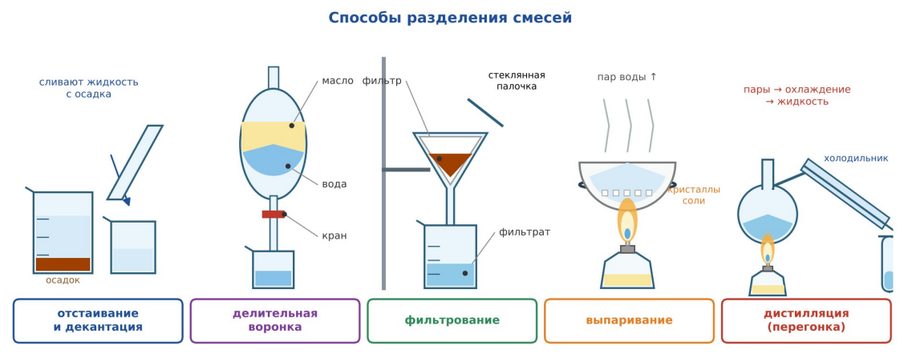 Способы разделения смесей
сливают жидкость
с осадка
осадок
отстаивание
и декантация
масло
вода
кран
делительная
воронка
фильтр
стеклянная
палочка
фильтрат
фильтрование
пар воды ↑
кристаллы
соли
выпаривание
пары → охлаждение
→ жидкость
холодильник
дистилляция
(перегонка)